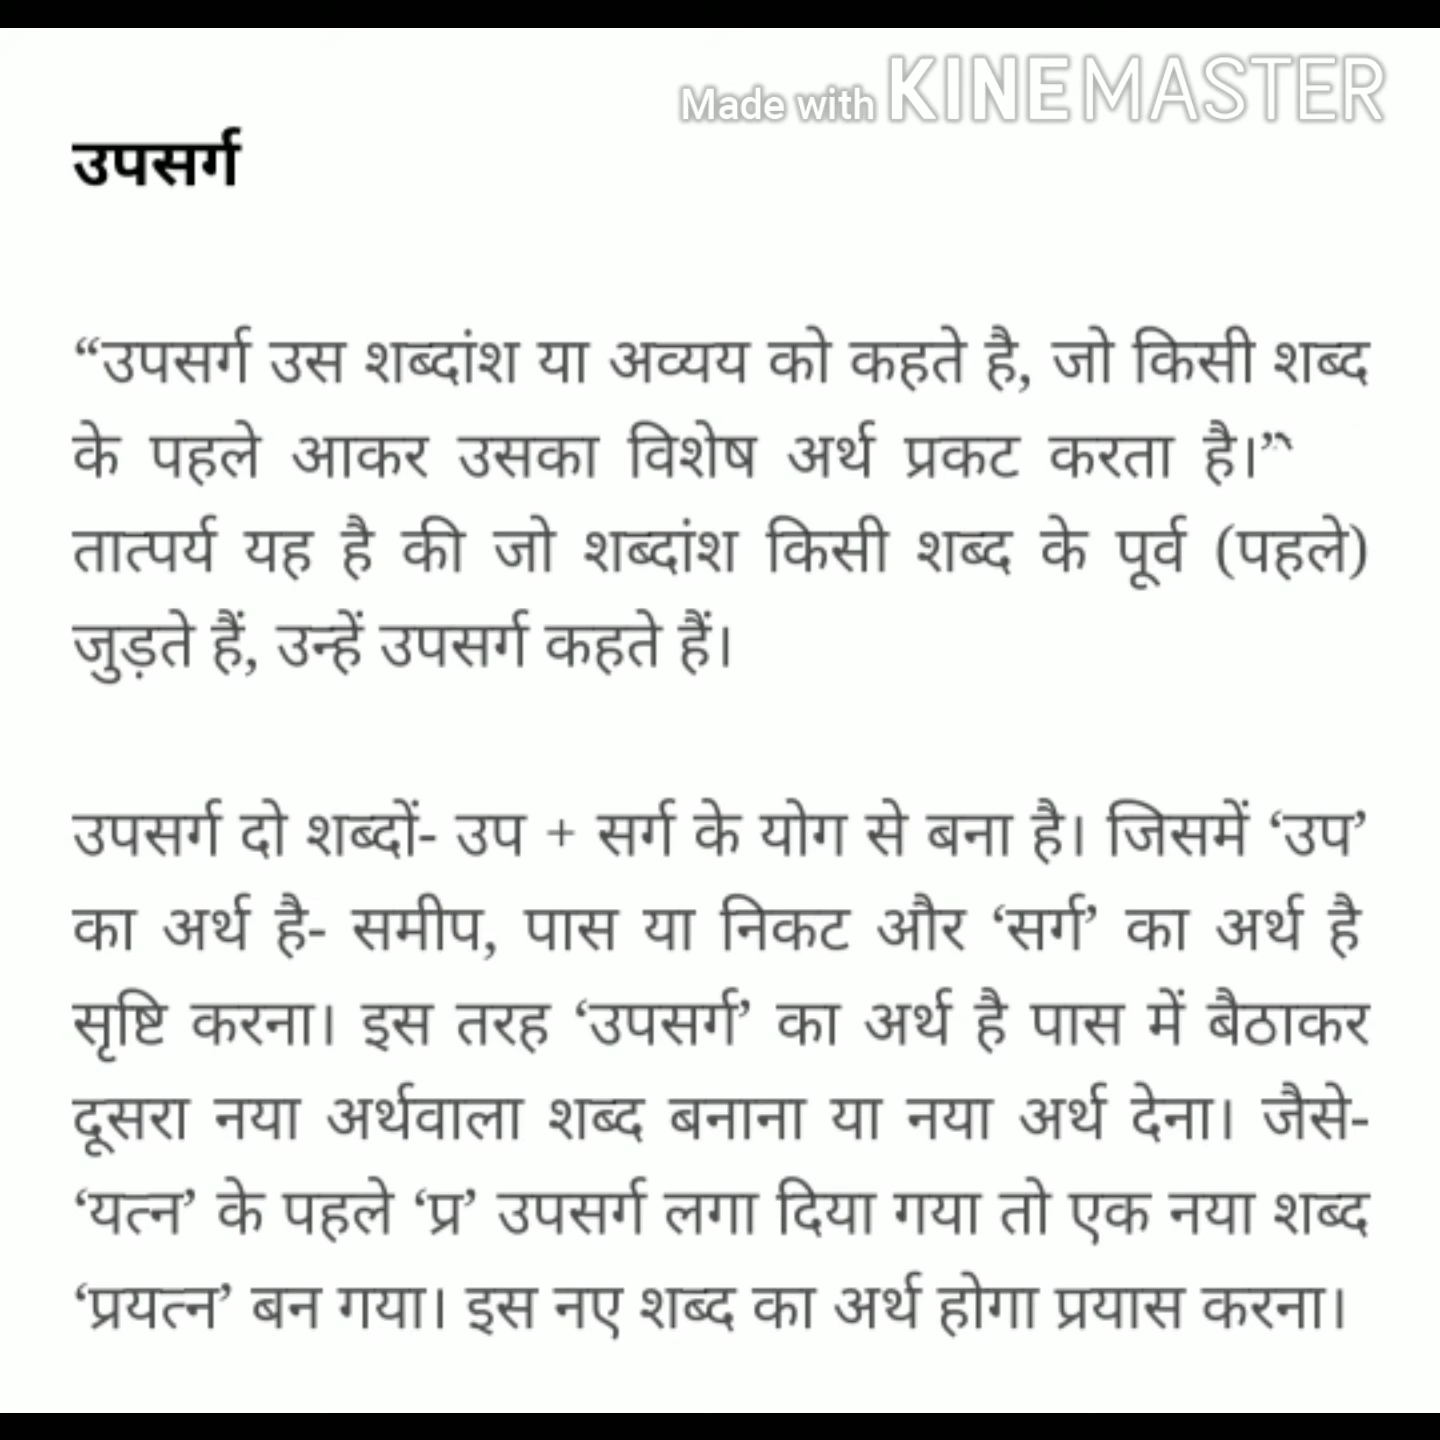 Made with KINEMASTER
उपसर्ग
“उपसर्ग उस शब्दांश या अव्यय को कहते है, जो किसी शब्द
के पहले आकर उसका विशेष अर्थ प्रकट करता है।”
तात्पर्य यह है की जो शब्दांश किसी शब्द के पूर्व (पहले)
जुड़ते हैं, उन्हें उपसर्ग कहते हैं।
उपसर्ग दो शब्दों- उप + सर्ग के योग से बना है। जिसमें ‘उप’
का अर्थ है- समीप, पास या निकट और ‘सर्ग’ का अर्थ है
सृष्टि करना। इस तरह ‘उपसर्ग’ का अर्थ है पास में बैठाकर
दूसरा नया अर्थवाला शब्द बनाना या नया अर्थ देना। जैसे-
‘यत्न’ के पहले ‘प्र’ उपसर्ग लगा दिया गया तो एक नया शब्द
‘प्रयत्न’ बन गया। इस नए शब्द का अर्थ होगा प्रयास करना।